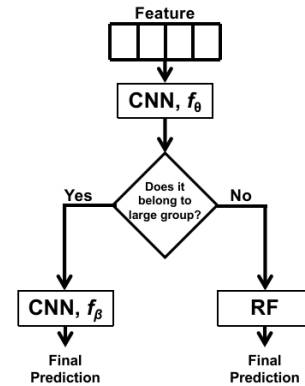 Feature
CNN, fθ
Does it
belong to
large group?
Yes
No
CNN, fβ
RF
Final
Prediction
Final
Prediction